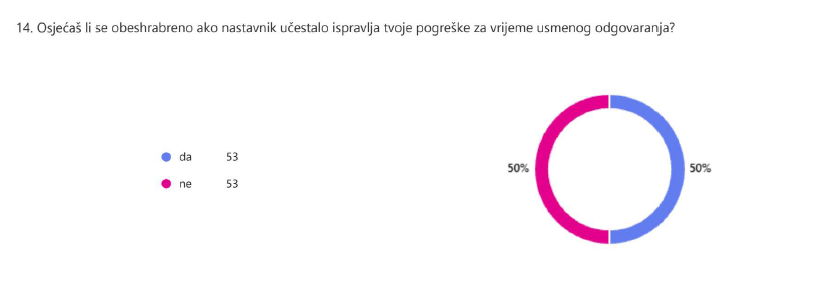 14. Osjećaš li se obeshrabreno ako nastavnik učestalo ispravlja tvoje pogreške za vrijeme usmenog odgovaranja?
da 53
ne 53
50%
50%